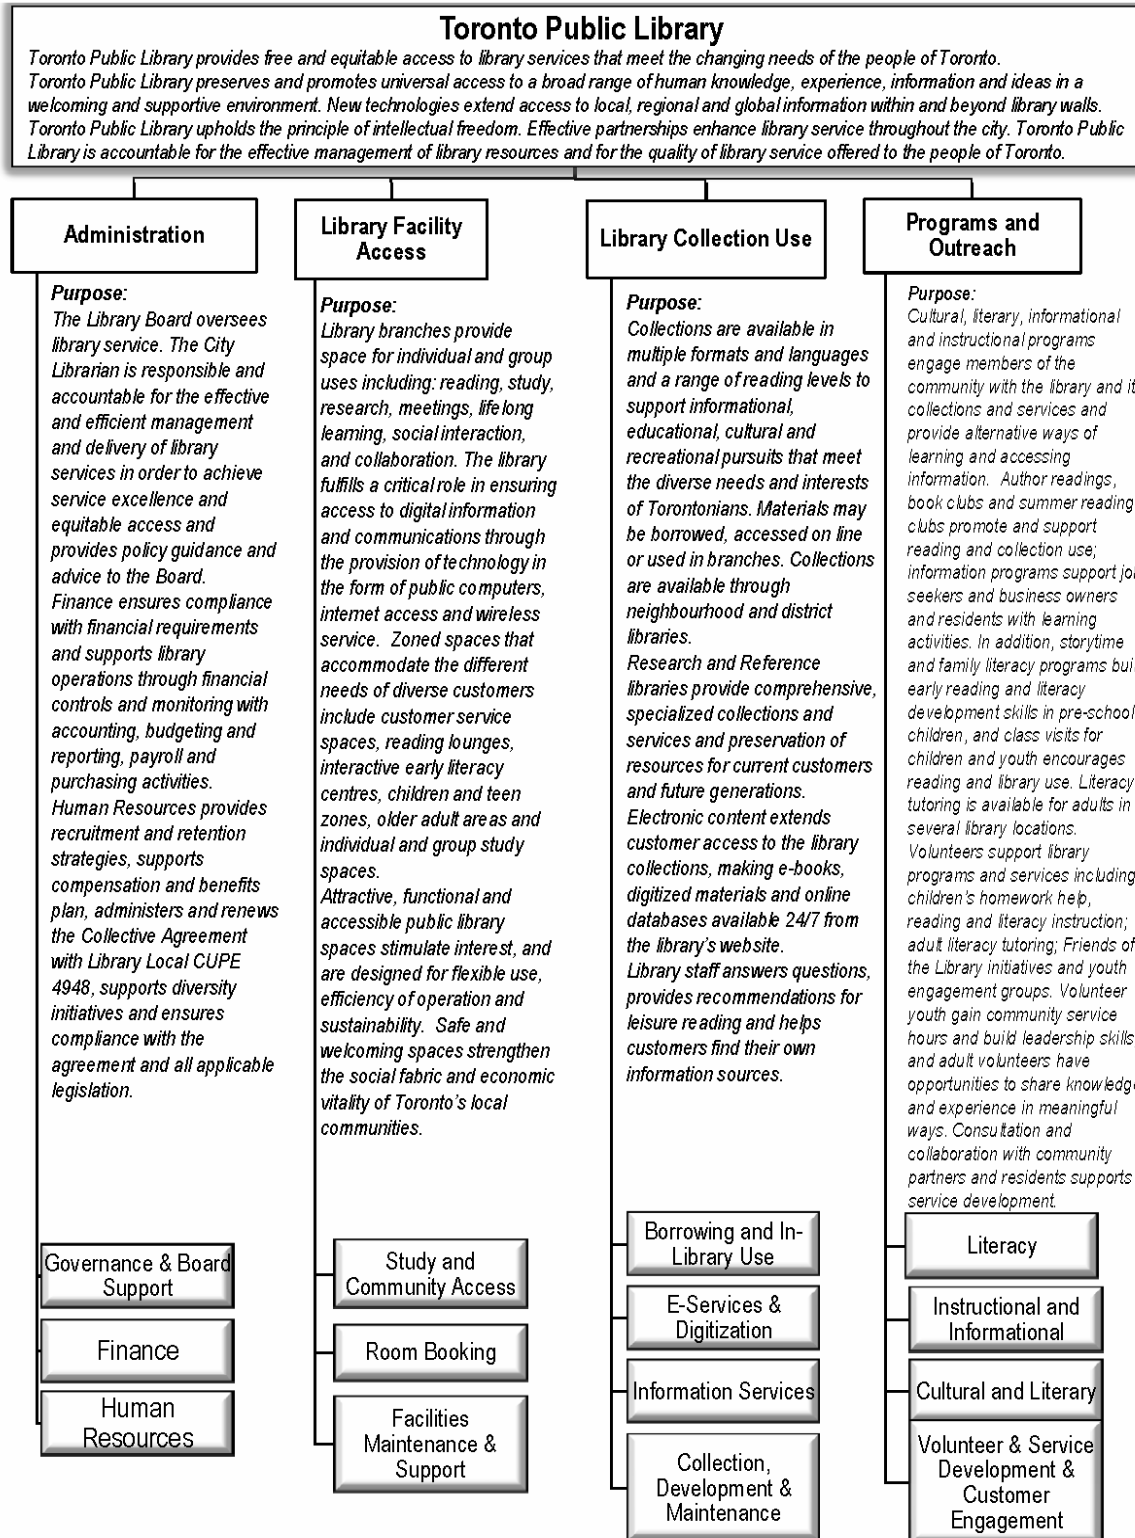 Toronto Public Library
Toronto Public Library provides free and equitable access to library services that meet the changing needs of the people of Toronto.
Toronto Public Library preserves and promotes universal access to a broad range of human knowledge, experience, information and ideas in a
welcoming and supportive environment. New technologies extend access to local, regional and global information within and beyond library walls.
Toronto Public Library upholds the principle of intellectual freedom. Effective partnerships enhance library service throughout the city. Toronto Public
Library is accountable for the effective management of library resources and for the quality of library service offered to the people of Toronto.
Administration
Purpose:
The Library Board oversees
library service. The City
Librarian is responsible and
accountable for the effective
and efficient management
and delivery of library
services in order to achieve
service excellence and
equitable access and
provides policy guidance and
advice to the Board.
Finance ensures compliance
with financial requirements
and supports library
operations through financial
controls and monitoring with
accounting, budgeting and
reporting, payroll and
purchasing activities.
Human Resources provides
recruitment and retention
strategies, supports
compensation and benefits
plan, administers and renews
the Collective Agreement
with Library Local CUPE
4948, supports diversity
initiatives and ensures
compliance with the
agreement and all applicable
legislation.
Governance & Board
Support
Finance
Human
Resources
Library Facility
Access
Purpose:
Library branches provide
space for individual and group
uses including: reading, study,
research, meetings, lifelong
learning, social interaction,
and collaboration. The library
fulfills a critical role in ensuring
access to digital information
and communications through
the provision of technology in
the form of public computers,
internet access and wireless
service. Zoned spaces that
accommodate the different
needs of diverse customers
include customer service
spaces, reading lounges,
interactive early literacy
centres, children and teen
zones, older adult areas and
individual and group study
spaces.
Attractive, functional and
accessible public library
spaces stimulate interest, and
are designed for flexible use,
efficiency of operation and
sustainability. Safe and
welcoming spaces strengthen
the social fabric and economic
vitality of Toronto's local
communities.
Study and
Community Access
Room Booking
Facilities
Maintenance &
Support
Library Collection Use
Purpose:
Collections are available in
multiple formats and languages
and a range of reading levels to
support informational,
educational, cultural and
recreational pursuits that meet
the diverse needs and interests
of Torontonians. Materials may
be borrowed, accessed on line
or used in branches. Collections
are available through
neighbourhood and district
libraries.
Research and Reference
libraries provide comprehensive,
specialized collections and
services and preservation of
resources for current customers
and future generations.
Electronic content extends
customer access to the library
collections, making e-books,
digitized materials and online
databases available 24/7 from
the library's website.
Library staff answers questions,
provides recommendations for
leisure reading and helps
customers find their own
information sources.
Borrowing and In-
Library Use
E-Services &
Digitization
Information Services
Collection,
Development &
Maintenance
Programs and
Outreach
Purpose:
Cultural, literary, informational
and instructional programs
engage members of the
community with the library and it
collections and services and
provide alternative ways of
learning and accessing
information. Author readings,
book clubs and summer reading
clubs promote and support
reading and collection use;
information programs support jo
seekers and business owners
and residents with learning
activities. In addition, storytime
and family literacy programs buil
early reading and literacy
development skills in pre-school
children, and class visits for
children and youth encourages
reading and library use. Literacy
tutoring is available for adults in
several library locations.
Volunteers support library
programs and services including
children's homework help,
reading and literacy instruction;
adult literacy tutoring; Friends of
the Library initiatives and youth
engagement groups. Volunteer
youth gain community service
hours and build leadership skills
and adult volunteers have
opportunities to share knowledg
and experience in meaningful
ways. Consultation and
collaboration with community
partners and residents supports
service development.
Literacy
Instructional and
Informational
Cultural and Literary
Volunteer & Service
Development &
Customer
Engagement